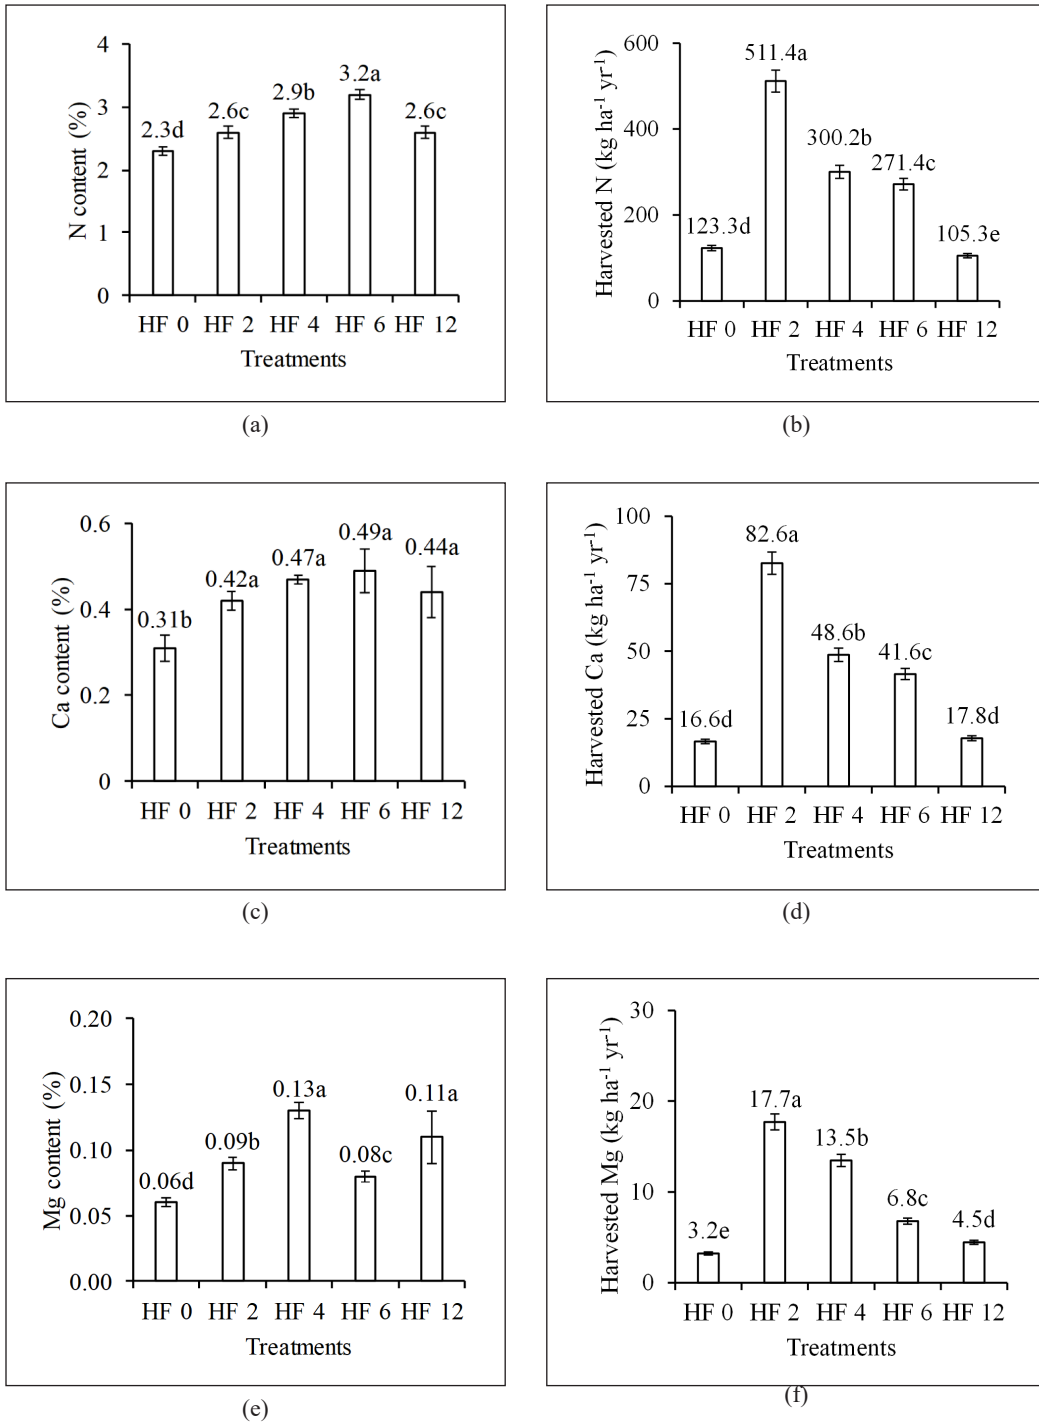 4
3
2
1
0
N content (%)
2.3d
2.6c
2.9b
3.2a
2.6c
HF 0 HF 2 HF 4 HF 6 HF 12
Treatments
(a)
600
400
200
0
Harvested N (kg ha⁻¹ yr⁻¹)
123.3d
511.4a
300.2b
271.4c
105.3e
HF 0 HF 2 HF 4 HF 6 HF 12
Treatments
(b)
0.6
0.4
0.2
0
Ca content (%)
0.31b
0.42a
0.47a
0.49a
0.44a
HF 0 HF 2 HF 4 HF 6 HF 12
Treatments
(c)
100
75
50
25
0
Harvested Ca (kg ha⁻¹ yr⁻¹)
16.6d
82.6a
48.6b
41.6c
17.8d
HF 0 HF 2 HF 4 HF 6 HF 12
Treatments
(d)
0.20
0.15
0.10
0.05
0.00
Mg content (%)
0.06d
0.09b
0.13a
0.08c
0.11a
HF 0 HF 2 HF 4 HF 6 HF 12
Treatments
(e)
30
20
10
0
Harvested Mg (kg ha⁻¹ yr⁻¹)
3.2e
17.7a
13.5b
6.8c
4.5d
HF 0 HF 2 HF 4 HF 6 HF 12
Treatments
(f)